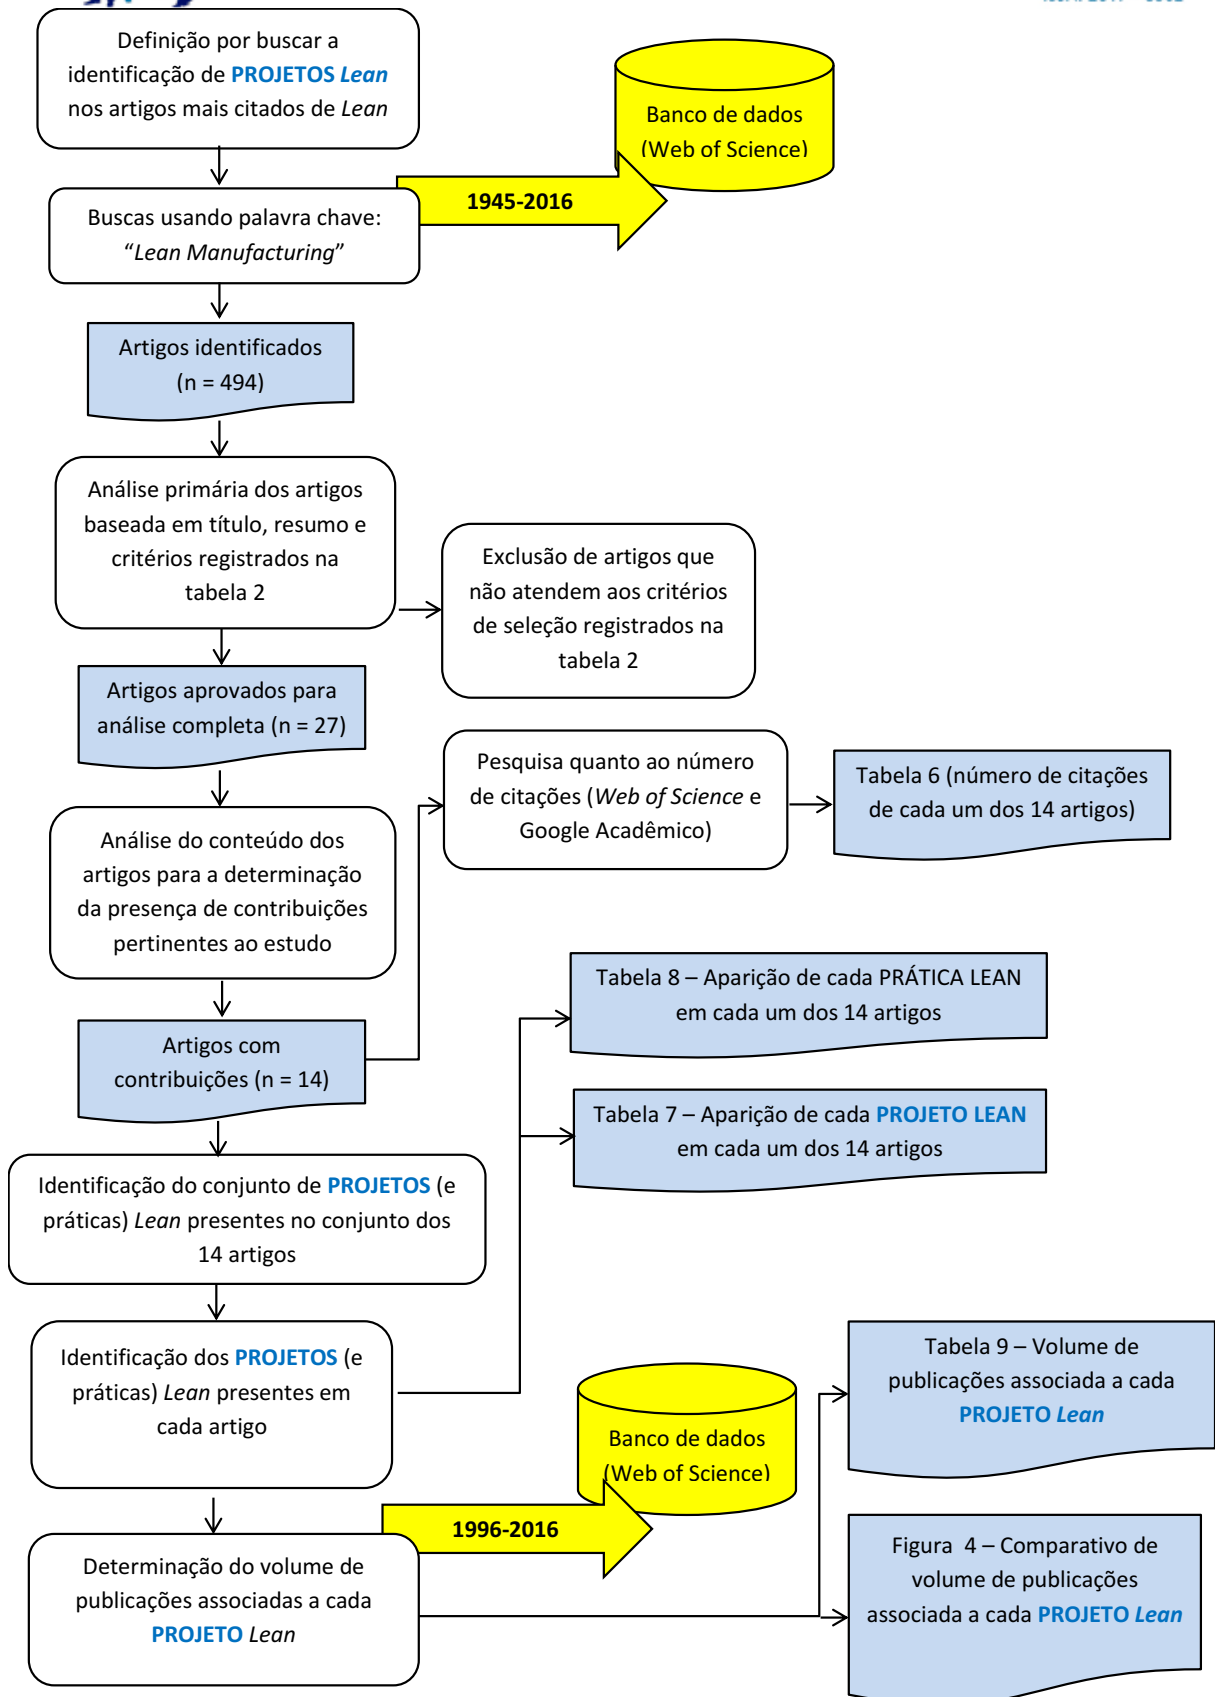 Definição por buscar a
identificação de PROJETOS Lean
nos artigos mais citados de Lean
Banco de dados
(Web of Science)
1945-2016
Buscas usando palavra chave:
“Lean Manufacturing”
Artigos identificados
(n = 494)
Análise primária dos artigos
baseada em título, resumo e
critérios registrados na
tabela 2
Exclusão de artigos que
não atendem aos critérios
de seleção registrados na
tabela 2
Artigos aprovados para
análise completa (n = 27)
Pesquisa quanto ao número
de citações (Web of Science e
Google Acadêmico)
Tabela 6 (número de citações
de cada um dos 14 artigos)
Análise do conteúdo dos
artigos para a determinação
da presença de contribuições
pertinentes ao estudo
Tabela 8 – Aparição de cada PRÁTICA LEAN
em cada um dos 14 artigos
Artigos com
contribuições (n = 14)
Tabela 7 – Aparição de cada PROJETO LEAN
em cada um dos 14 artigos
Identificação do conjunto de PROJETOS (e
práticas) Lean presentes no conjunto dos
14 artigos
Identificação dos PROJETOS (e
práticas) Lean presentes em
cada artigo
Tabela 9 – Volume de
publicações associada a cada
PROJETO Lean
Banco de dados
(Web of Science)
1996-2016
Determinação do volume de
publicações associadas a cada
PROJETO Lean
Figura 4 – Comparativo de
volume de publicações
associada a cada PROJETO Lean